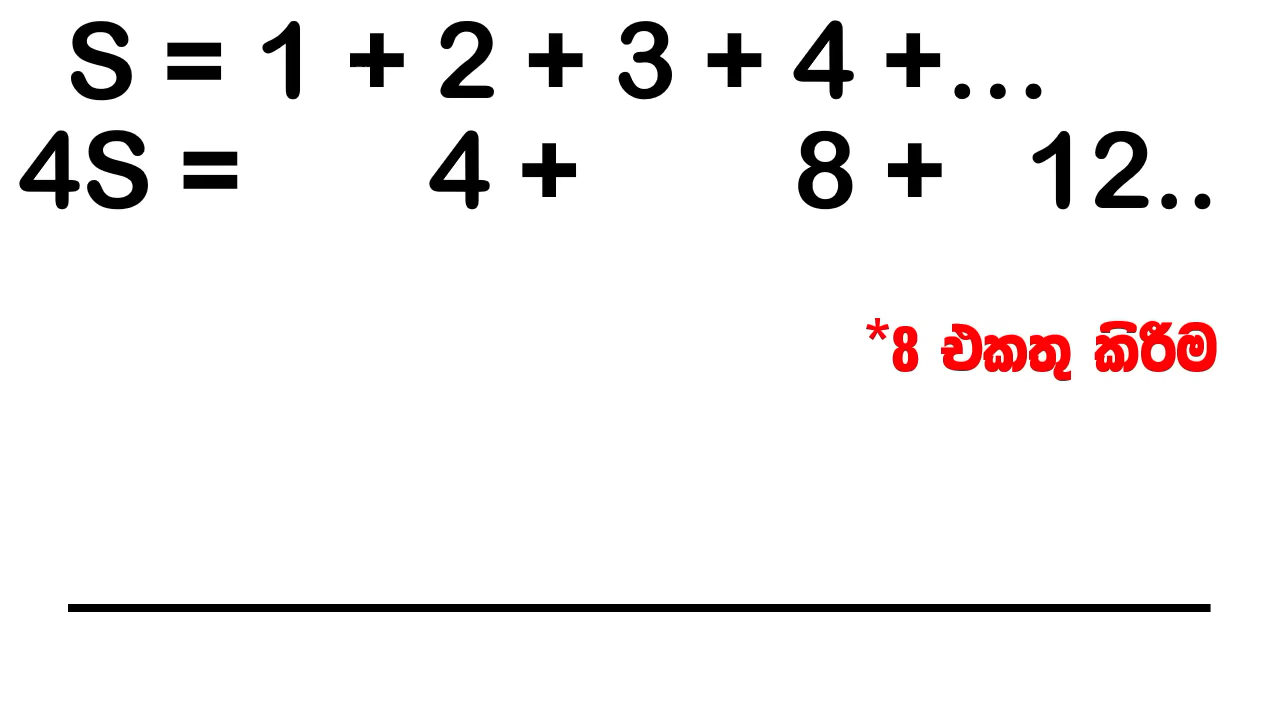 S = 1 + 2 + 3 + 4 +...
4S = 4 + 8 + 12..
*8 එකතු කිරීම